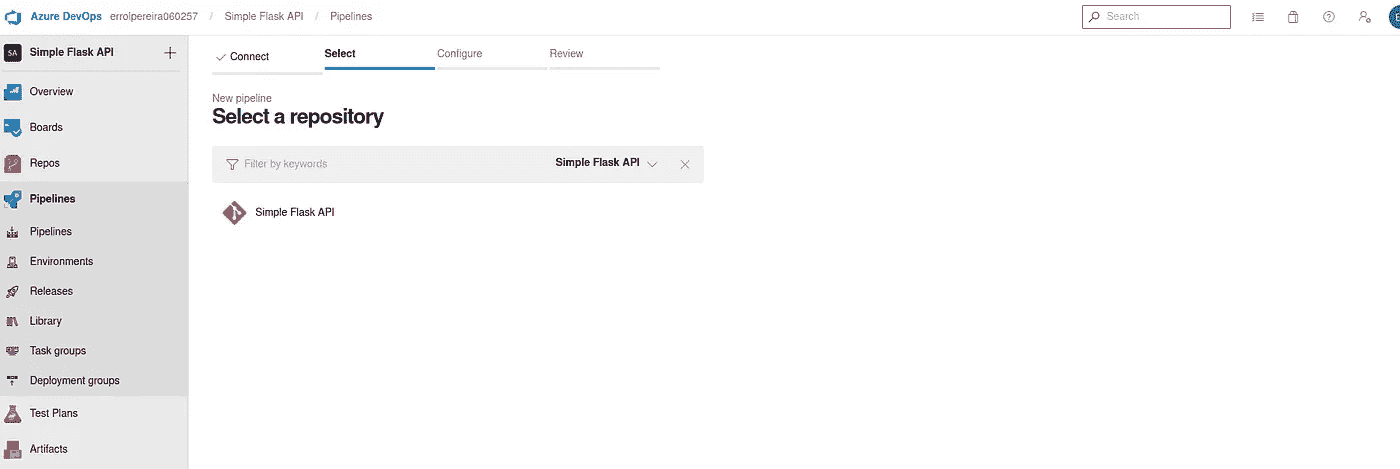 Azure DevOps errolpereira060257 / Simple Flask API / Pipelines
Search
SA Simple Flask API
Connect Select Configure Review
Overview
Boards
Repos
Pipelines
Pipelines
Environments
Releases
Library
Task groups
Deployment groups
Test Plans
Artifacts
New pipeline
Select a repository
Filter by keywords Simple Flask API
Simple Flask API